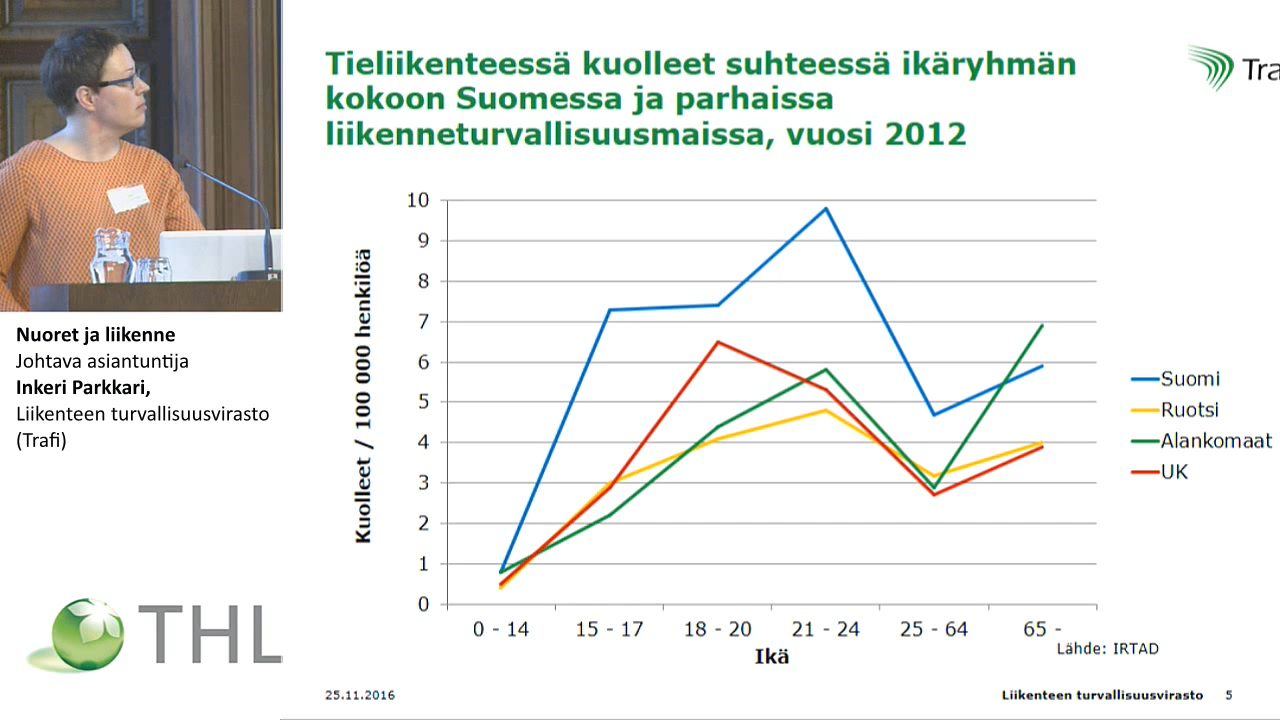 Tieliikenteessä kuolleet suhteessa ikäryhmän
kokoon Suomessa ja parhaissa
liikenneturvallisuusmaissa, vuosi 2012
Kuolleet / 100 000 henkilöä
10
9
8
7
6
5
4
3
2
1
0
0 - 14
15 - 17
18 - 20
21 - 24
25 - 64
65 -
Ikä
Suomi
Ruotsi
Alankomaat
UK
Lähde: IRTAD
25.11.2016
Liikenteen turvallisuusvirasto
5
Nuoret ja liikenne
Johtava asiantuntija
Inkeri Parkkari,
Liikenteen turvallisuusvirasto
(Trafi)
THL